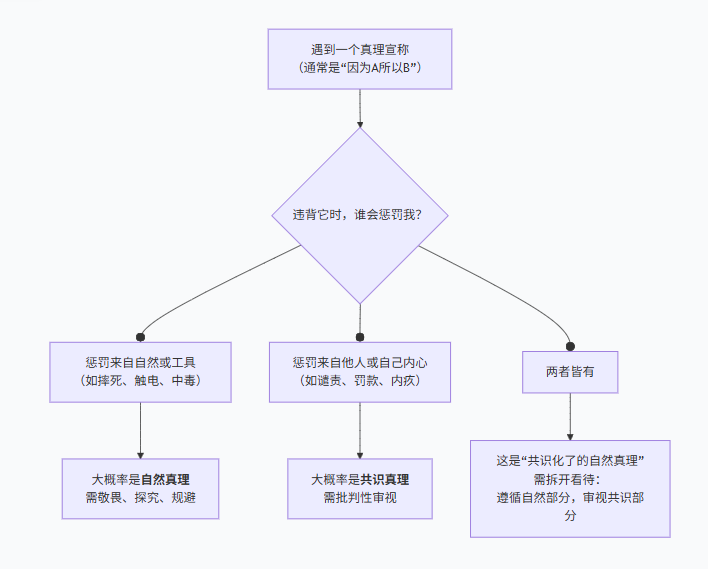 遇到一个真理宣称
（通常是“因为A所以B”）
违背它时，谁会惩罚我？
惩罚来自自然或工具
（如摔死、触电、中毒）
惩罚来自他人或自己内心
（如谴责、罚款、内疚）
两者皆有
大概率是自然真理
需敬畏、探究、规避
大概率是共识真理
需批判性审视
这是“共识化了的自然真理”
需拆开看待：
遵循自然部分，审视共识部
分